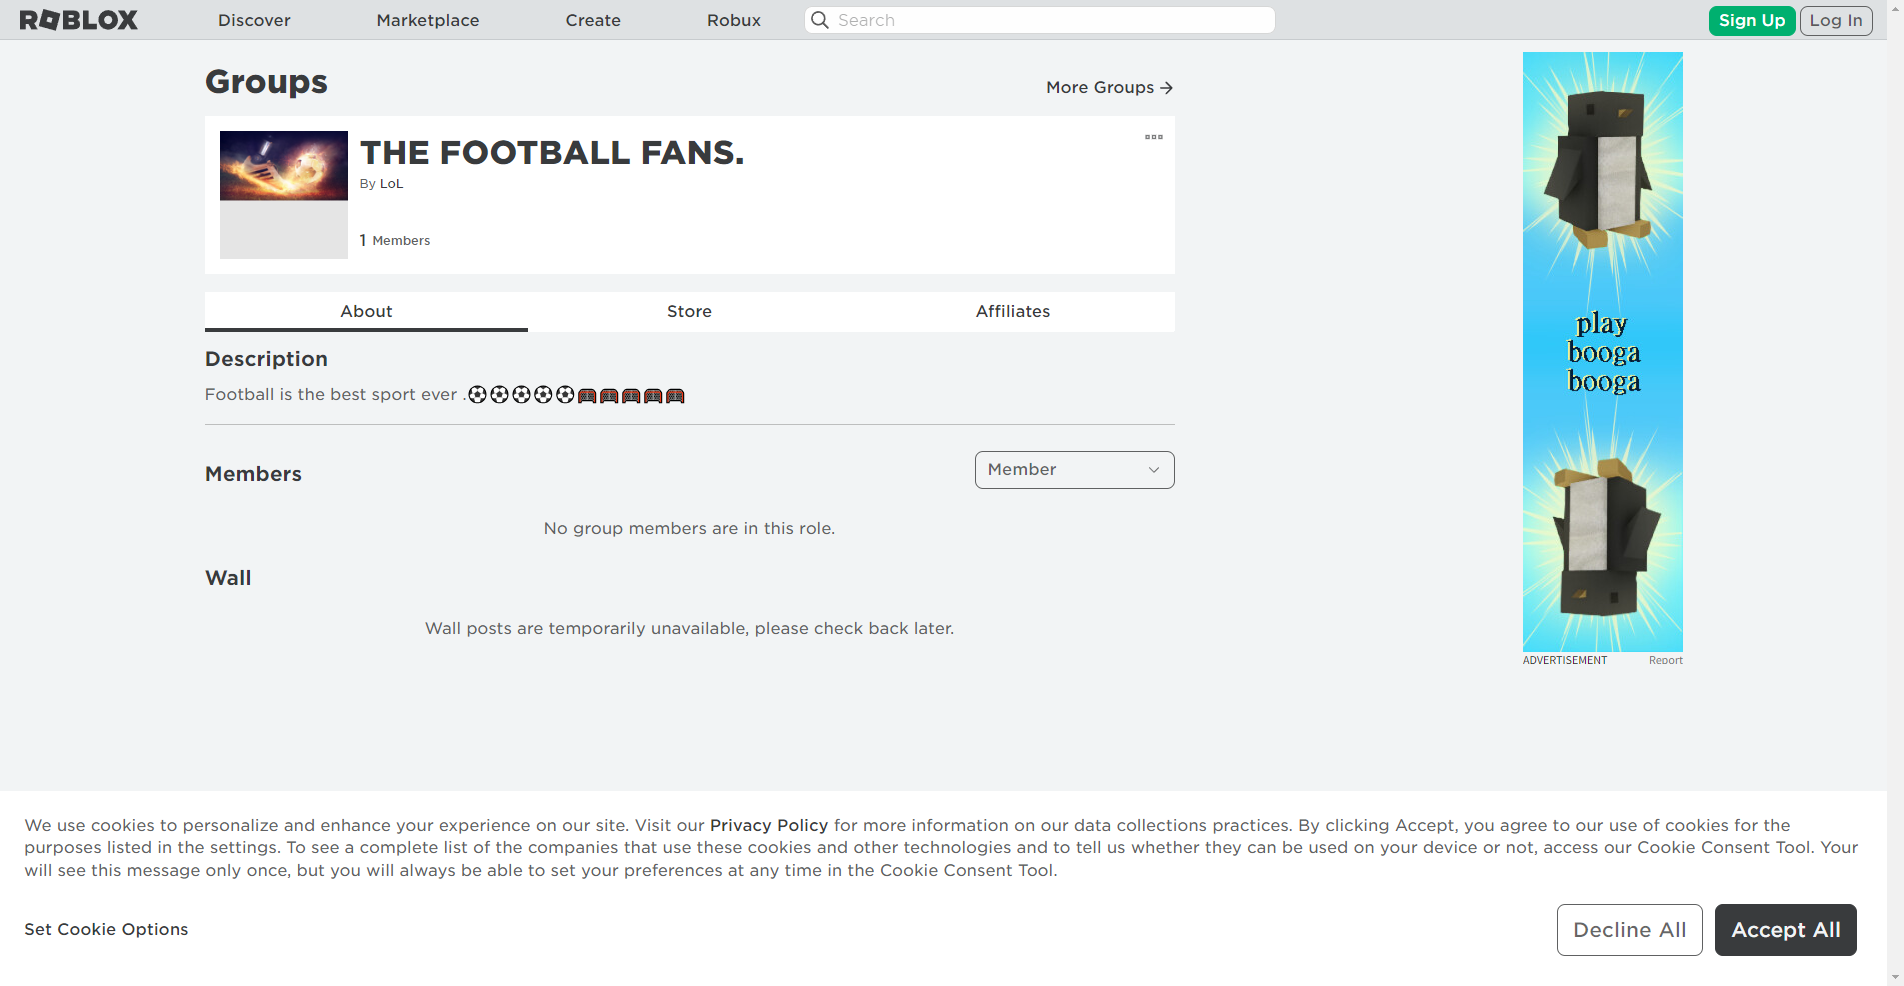 ROBLOX
Discover
Marketplace
Create
Robux
Search
Sign Up
Log In
Groups
More Groups →
THE FOOTBALL FANS.
By LoL
1 Members
About
Store
Affiliates
Description
Football is the best sport ever .⚽⚽⚽⚽⚽🥅🥅🥅🥅🥅
Members
Member
No group members are in this role.
Wall
Wall posts are temporarily unavailable, please check back later.
play
booga
booga
ADVERTISEMENT
Report
We use cookies to personalize and enhance your experience on our site. Visit our Privacy Policy for more information on our data collections practices. By clicking Accept, you agree to our use of cookies for the
purposes listed in the settings. To see a complete list of the companies that use these cookies and other technologies and to tell us whether they can be used on your device or not, access our Cookie Consent Tool. Your
will see this message only once, but you will always be able to set your preferences at any time in the Cookie Consent Tool.
Set Cookie Options
Decline All
Accept All